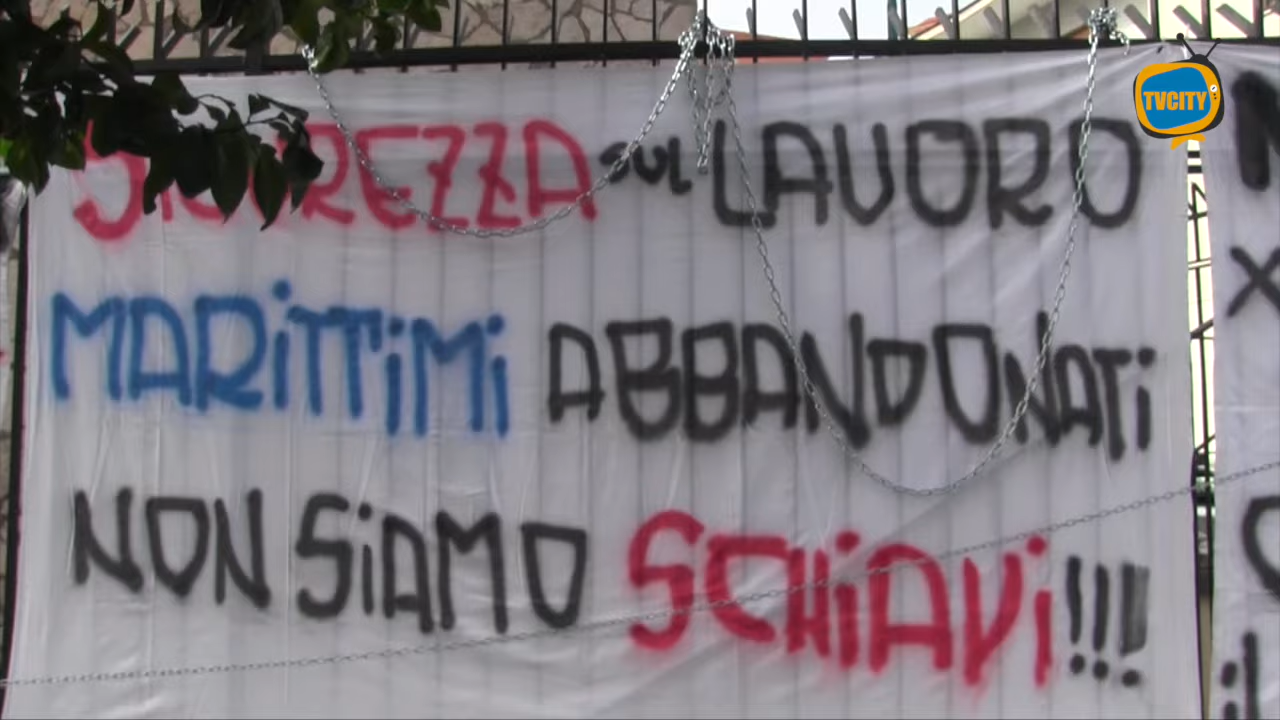 TVCITY
SICUREZZA SUL LAVORO
MARITTIMI ABBANDONATI
NON SIAMO SCHIAVI!!!